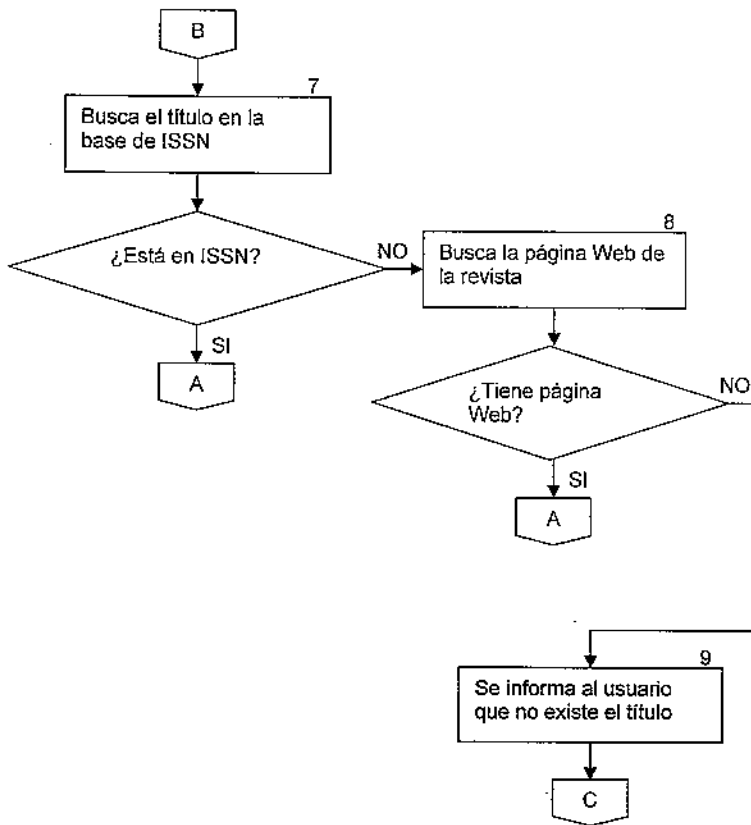 B
7
Busca el título en la
base de ISSN
¿Está en ISSN?
NO
8
Busca la página Web de
la revista
SI
A
¿Tiene página
Web?
NO
SI
A
9
Se informa al usuario
que no existe el título
C